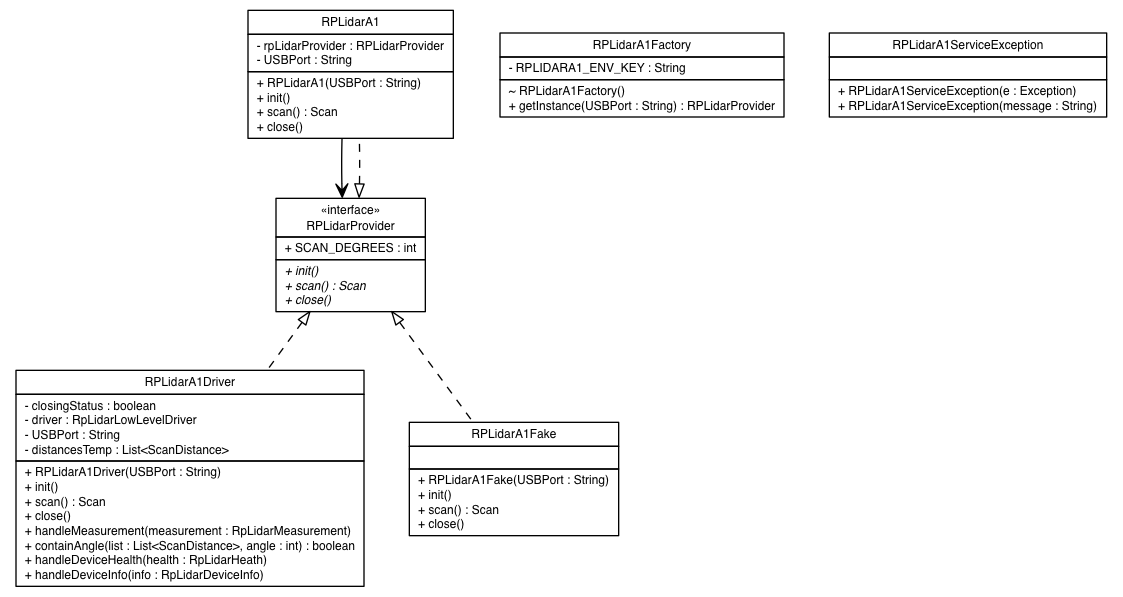 RPLidarA1
- rpLidarProvider : RPLidarProvider
- USBPort : String
+ RPLidarA1(USBPort : String)
+ init()
+ scan() : Scan
+ close()
RPLidarA1Factory
- RPLIDARA1_ENV_KEY : String
~ RPLidarA1Factory()
+ getInstance(USBPort : String) : RPLidarProvider
RPLidarA1ServiceException
+ RPLidarA1ServiceException(e : Exception)
+ RPLidarA1ServiceException(message : String)
«interface»
RPLidarProvider
+ SCAN_DEGREES : int
+ init()
+ scan() : Scan
+ close()
RPLidarA1Driver
- closingStatus : boolean
- driver : RpLidarLowLevelDriver
- USBPort : String
- distancesTemp : List<ScanDistance>
+ RPLidarA1Driver(USBPort : String)
+ init()
+ scan() : Scan
+ close()
+ handleMeasurement(measurement : RpLidarMeasurement)
+ containAngle(list : List<ScanDistance>, angle : int) : boolean
+ handleDeviceHealth(health : RpLidarHeath)
+ handleDeviceInfo(info : RpLidarDeviceInfo)
RPLidarA1Fake
+ RPLidarA1Fake(USBPort : String)
+ init()
+ scan() : Scan
+ close()